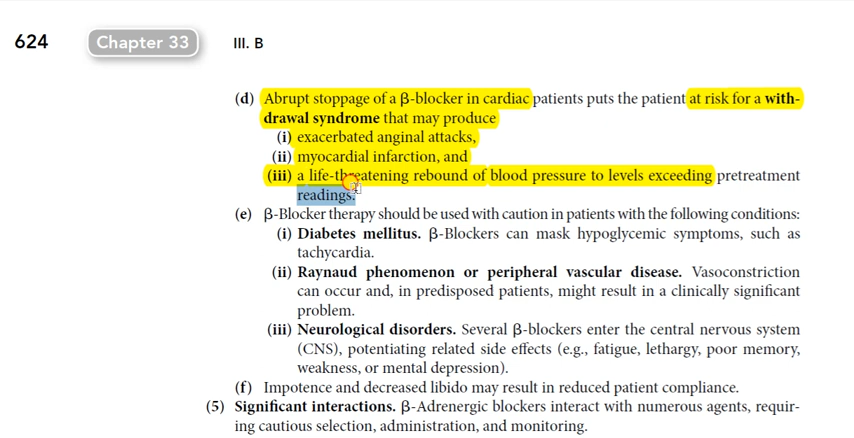 624 Chapter 33 III. B
(d) Abrupt stoppage of a β-blocker in cardiac patients puts the patient at risk for a with-
drawal syndrome that may produce
(i) exacerbated anginal attacks,
(ii) myocardial infarction, and
(iii) a life-threatening rebound of blood pressure to levels exceeding pretreatment
readings.
(e) β-Blocker therapy should be used with caution in patients with the following conditions:
(i) Diabetes mellitus. β-Blockers can mask hypoglycemic symptoms, such as
tachycardia.
(ii) Raynaud phenomenon or peripheral vascular disease. Vasoconstriction
can occur and, in predisposed patients, might result in a clinically significant
problem.
(iii) Neurological disorders. Several β-blockers enter the central nervous system
(CNS), potentiating related side effects (e.g., fatigue, lethargy, poor memory,
weakness, or mental depression).
(f) Impotence and decreased libido may result in reduced patient compliance.
(5) Significant interactions. β-Adrenergic blockers interact with numerous agents, requir-
ing cautious selection, administration, and monitoring.